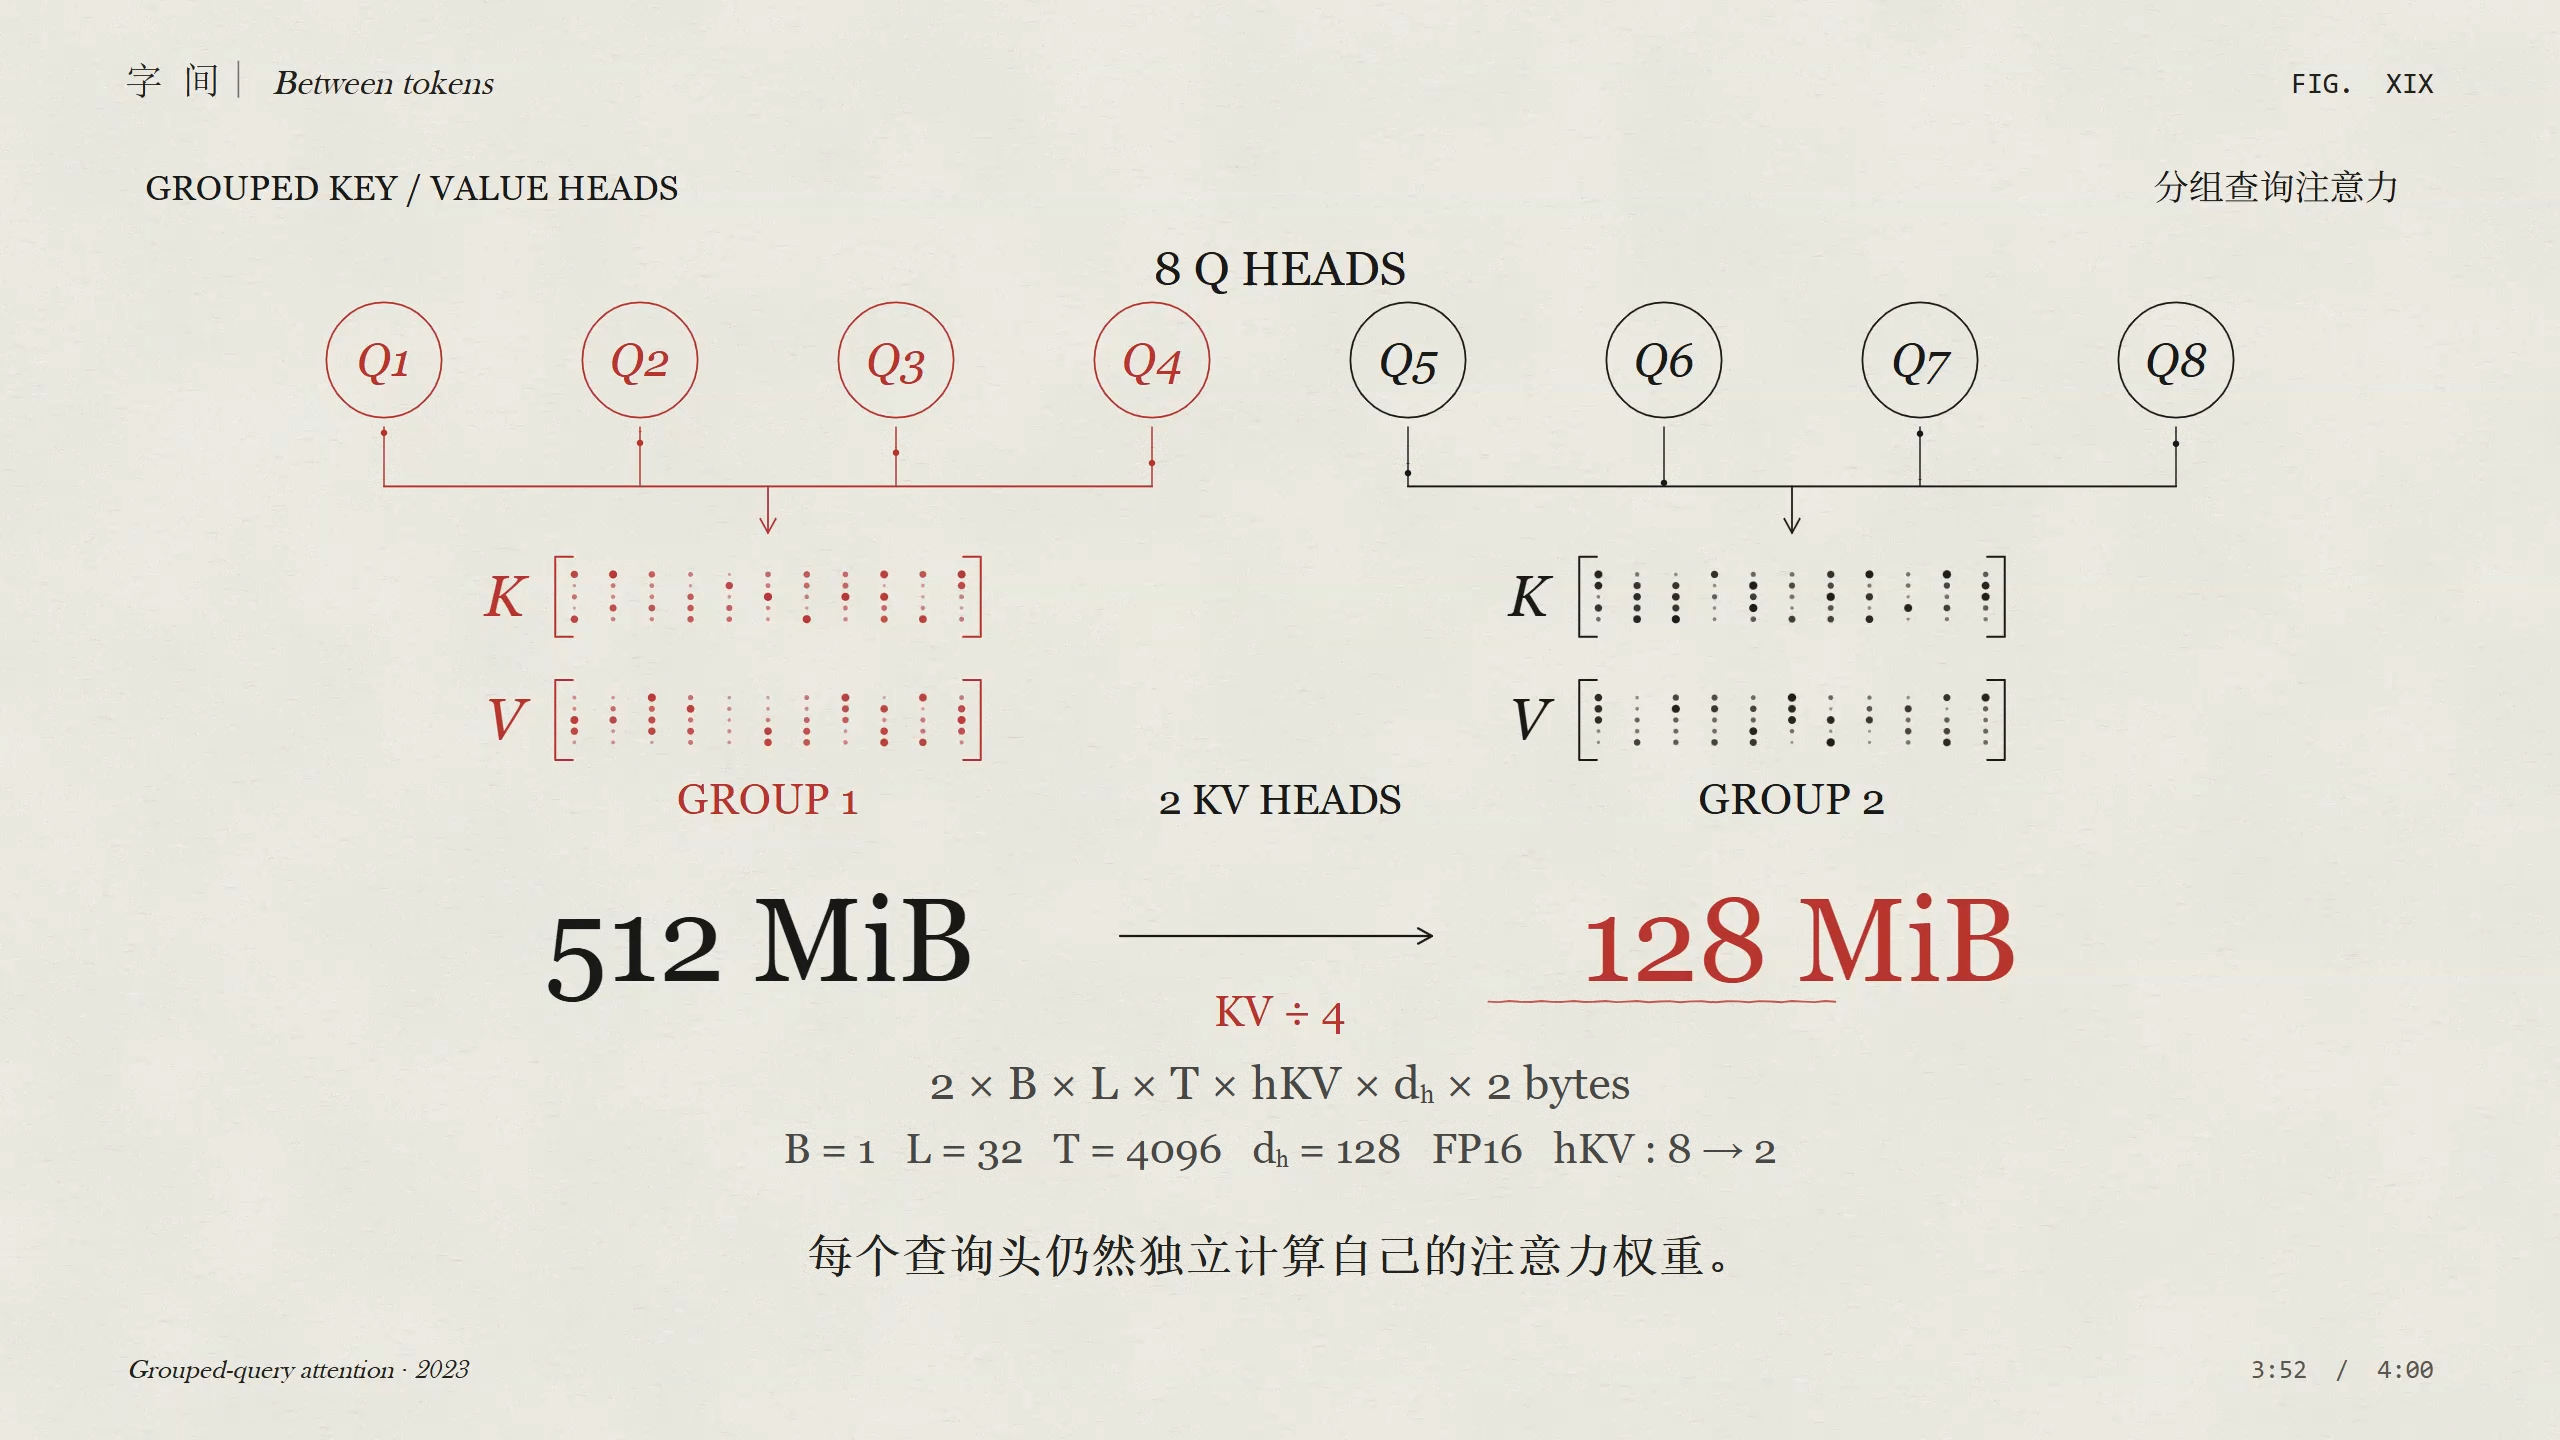 字 间 | Between tokens
FIG. XIX
GROUPED KEY / VALUE HEADS
分组查询注意力
8 Q HEADS
Q1 Q2 Q3 Q4 Q5 Q6 Q7 Q8
K K
V V
GROUP 1 2 KV HEADS GROUP 2
512 MiB → 128 MiB
KV ÷ 4
2 × B × L × T × hKV × dₕ × 2 bytes
B = 1 L = 32 T = 4096 dₕ = 128 FP16 hKV : 8 → 2
每个查询头仍然独立计算自己的注意力权重。
Grouped-query attention · 2023
3:52 / 4:00